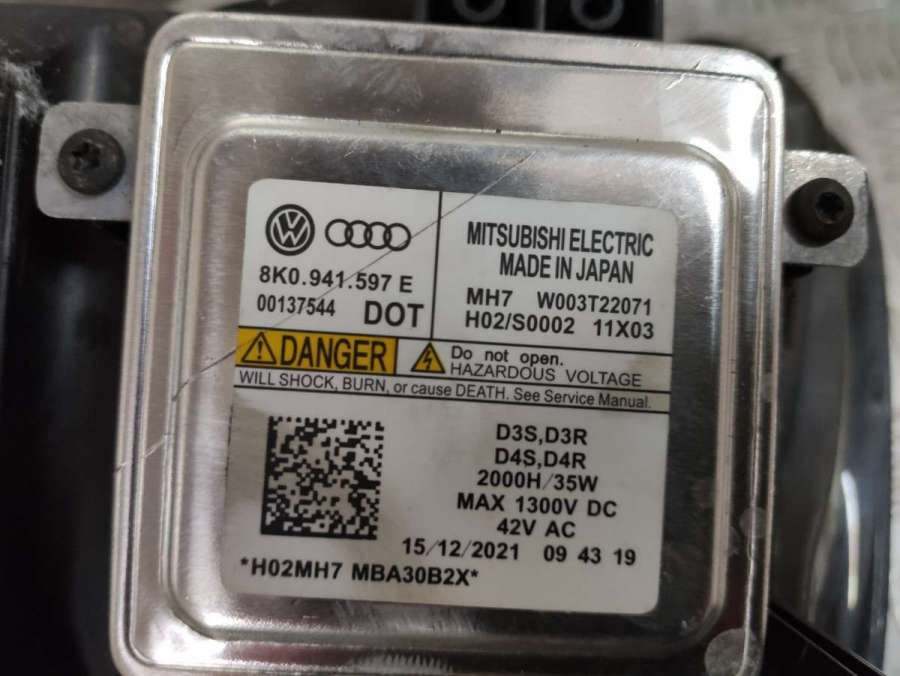 8K0.941.597 E
00137544 DOT
MITSUBISHI ELECTRIC
MADE IN JAPAN
MH7 W003T22071
H02/S0002 11X03
DANGER
Do not open.
HAZARDOUS VOLTAGE
WILL SHOCK, BURN, or cause DEATH. See Service Manual.
D3S,D3R
D4S,D4R
2000H/35W
MAX 1300V DC
42V AC
15/12/2021 09 43 19
*H02MH7 MBA30B2X*